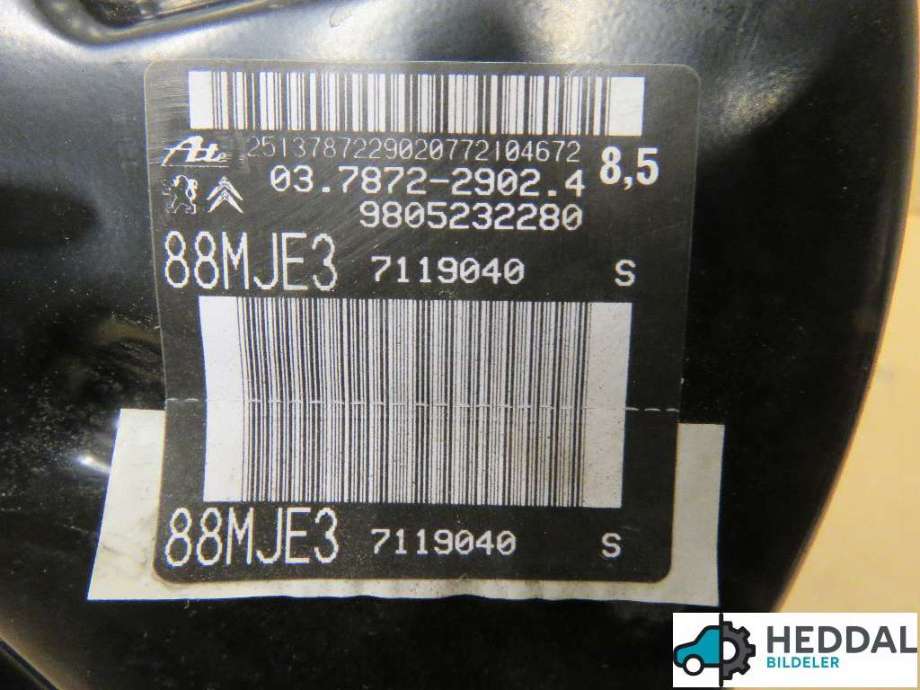 Ate 2513787229020772104672
03.7872-2902.4 8,5
9805232280
88MJE3 7119040 S
88MJE3 7119040 S
HEDDAL
BILDELER